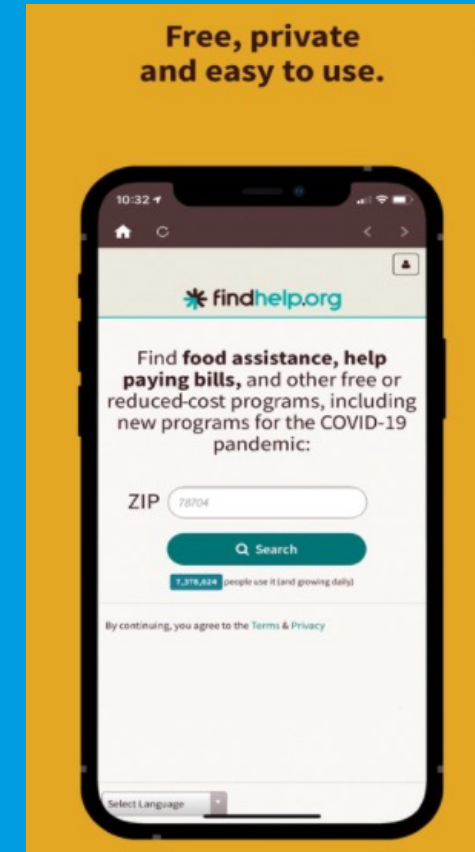 Free, private
and easy to use.
10:32
findhelp.org
Find food assistance, help
paying bills, and other free or
reduced-cost programs, including
new programs for the COVID-19
pandemic:
ZIP 78704
Search
7,378,624 people use it (and growing daily)
By continuing, you agree to the Terms & Privacy
Select Language